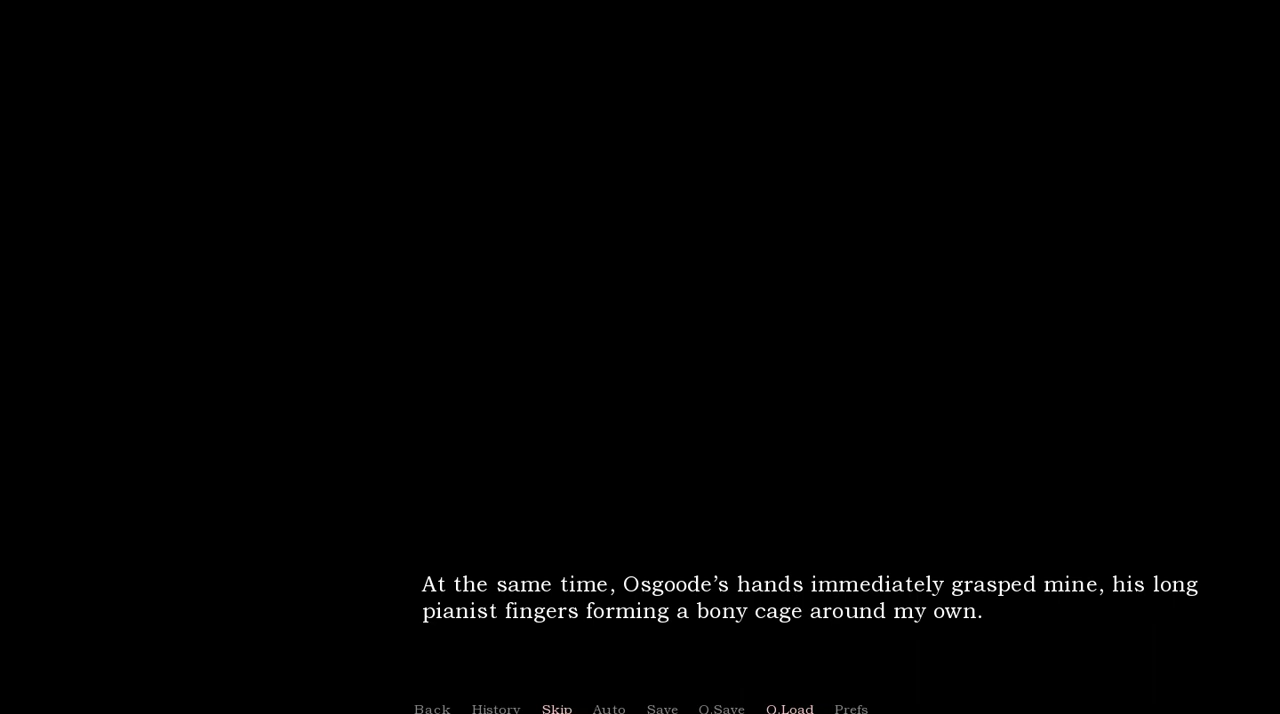 At the same time, Osgoode’s hands immediately grasped mine, his long
pianist fingers forming a bony cage around my own.
Back History Skip Auto Save Q.Save Q.Load Prefs